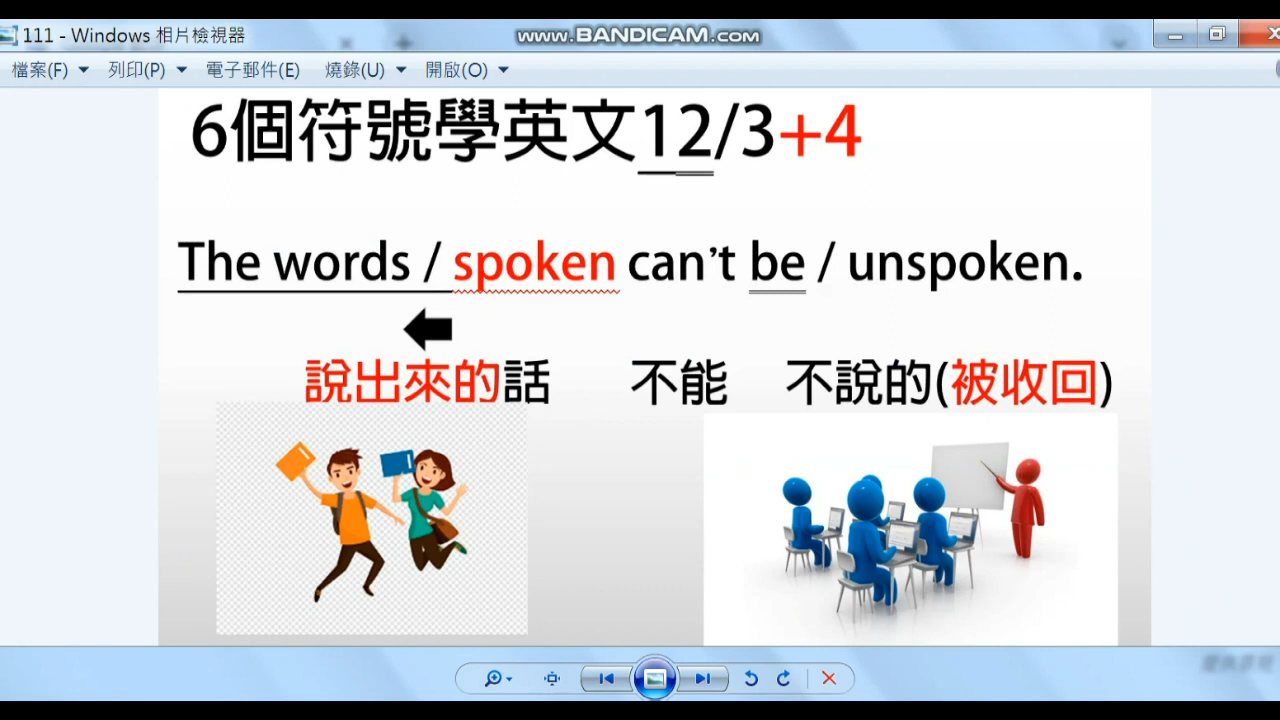 111 - Windows 相片檢視器
www.BANDICAM.com
檔案(F) 列印(P) 電子郵件(E) 燒錄(U) 開啟(O)
6個符號學英文12/3+4
The words / spoken can't be / unspoken.
說出來的話 不能 不說的(被收回)